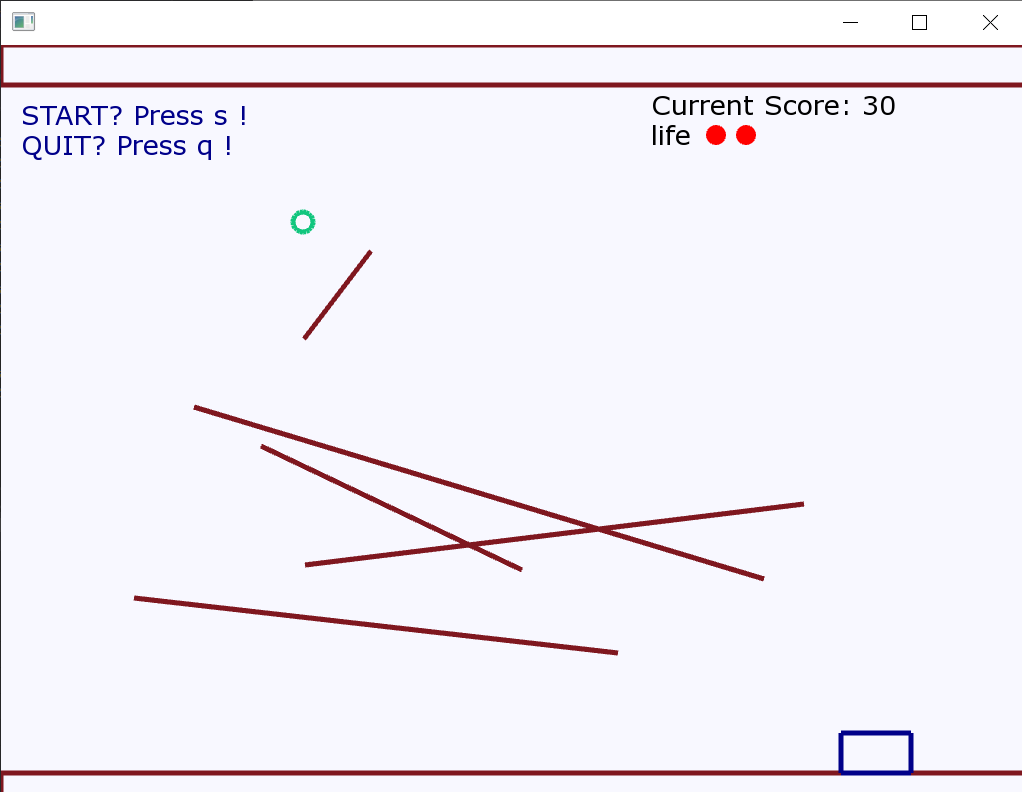 START? Press s !
QUIT? Press q !
Current Score: 30
life